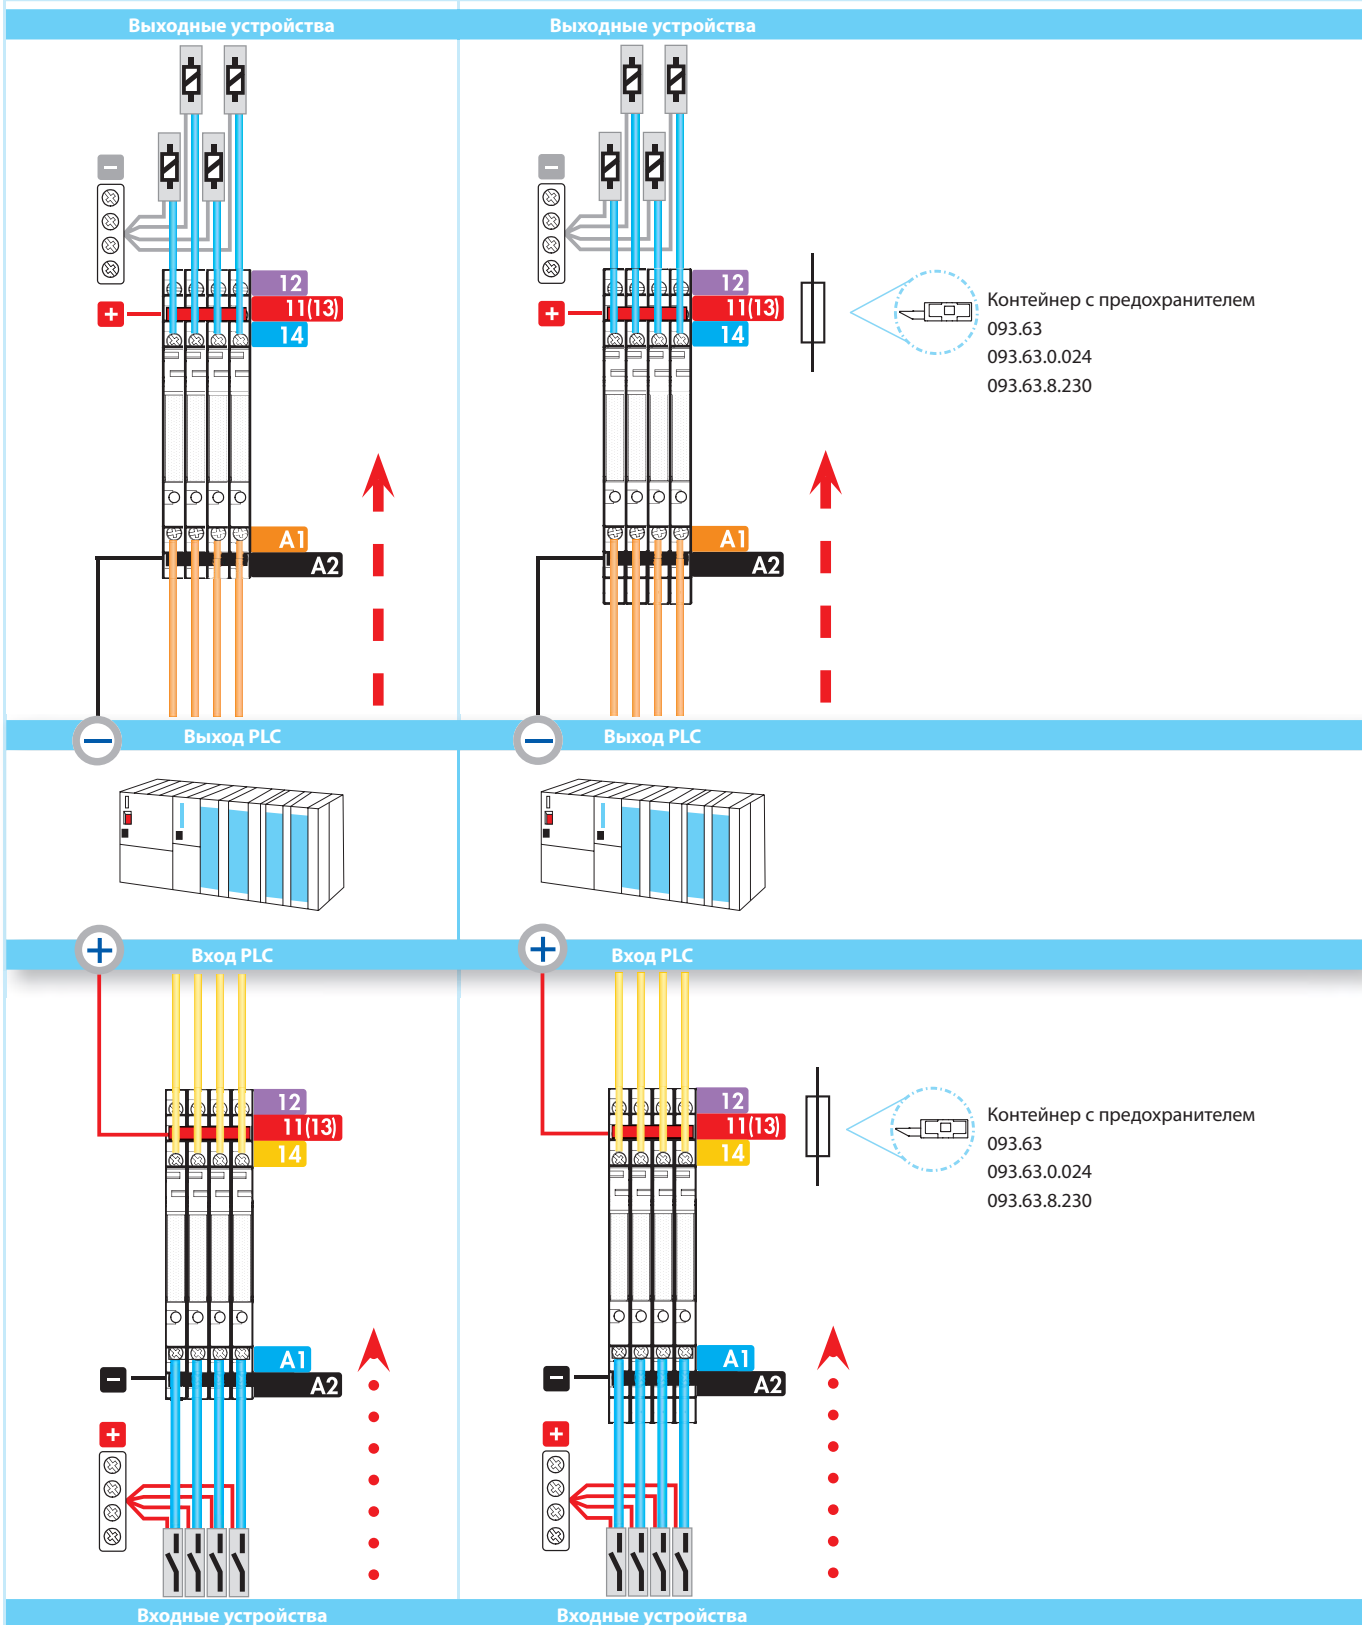 Выходные устройства
Выходные устройства
−
−
12
+
11(13)
14
12
+
11(13)
14
Контейнер с предохранителем
093.63
093.63.0.024
093.63.8.230
A1
A2
A1
A2
−
Выход PLC
−
Выход PLC
+
Вход PLC
+
Вход PLC
12
11(13)
14
12
11(13)
14
Контейнер с предохранителем
093.63
093.63.0.024
093.63.8.230
A1
−
A2
+
A1
−
A2
+
Входные устройства
Входные устройства